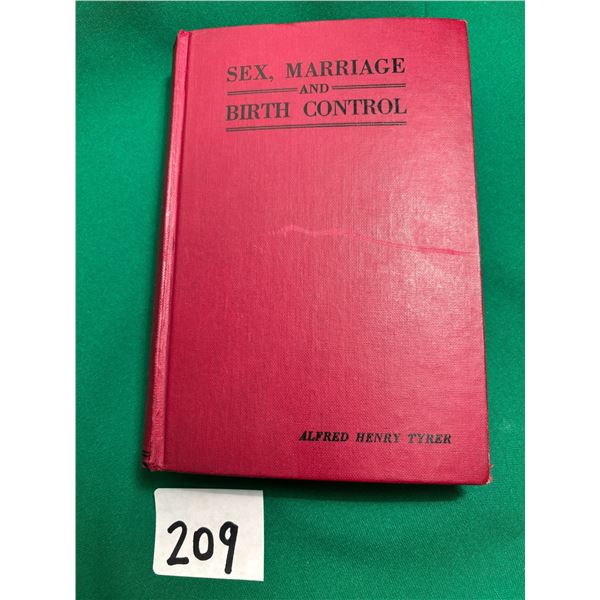 SEX, MARRIAGE
AND
BIRTH CONTROL
ALFRED HENRY TYRER
209